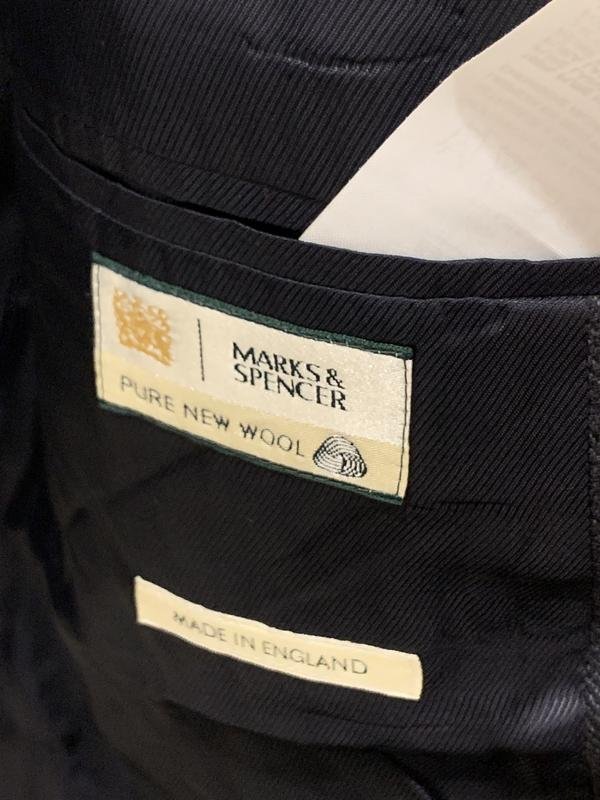 MARKS &
SPENCER
PURE NEW WOOL
MADE IN ENGLAND